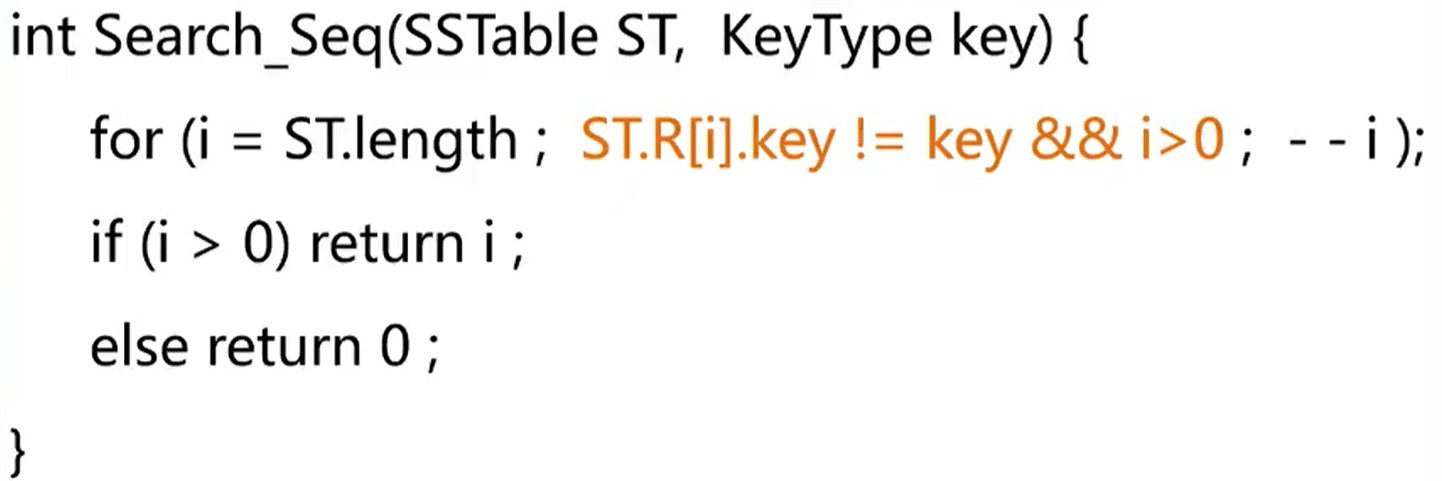 int Search_Seq(SSTable ST, KeyType key) {
for (i = ST.length ; ST.R[i].key != key && i>0 ; - - i );
if (i > 0) return i ;
else return 0 ;
}